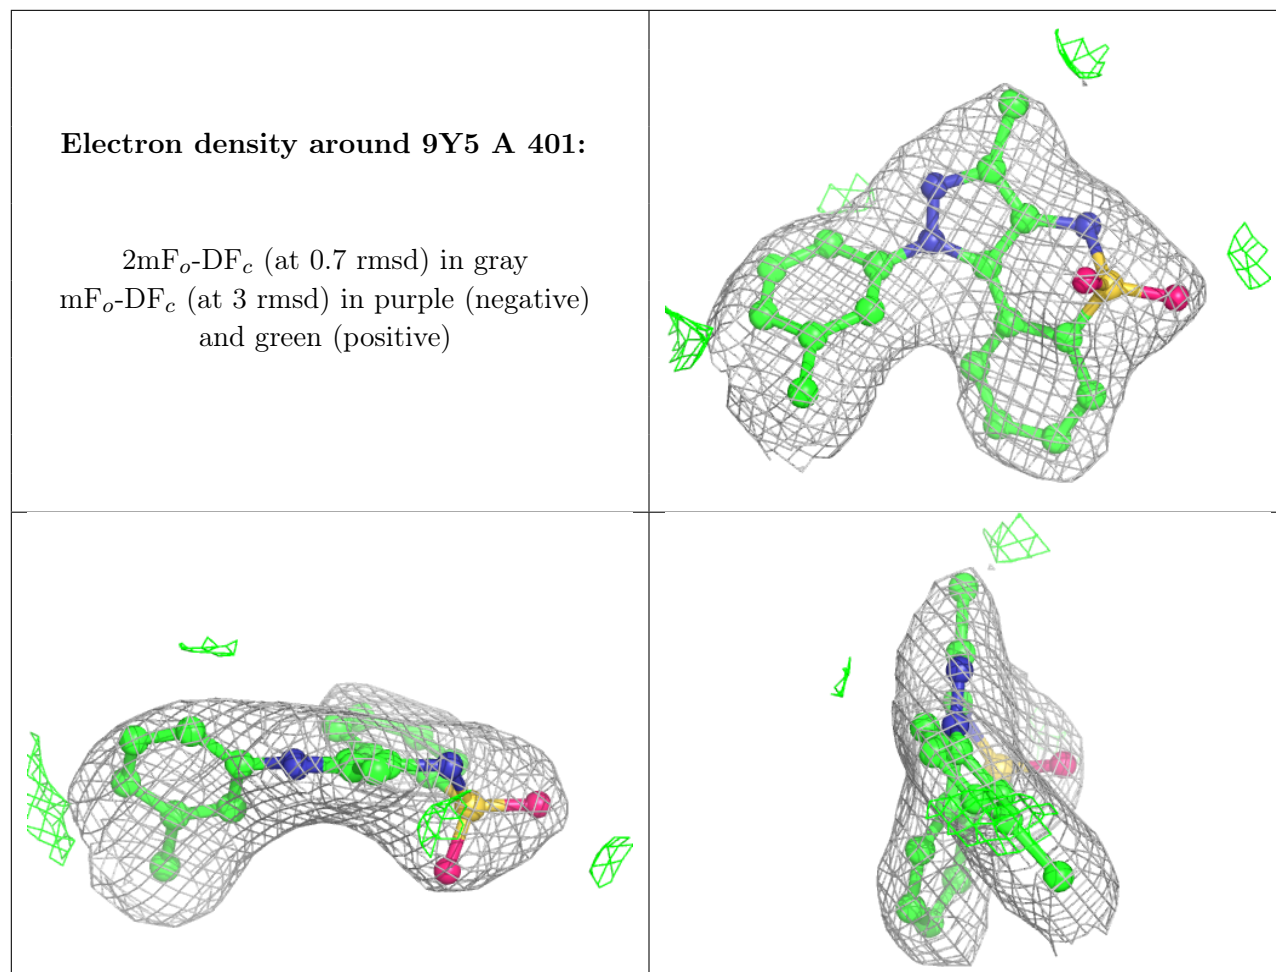 Electron density around 9Y5 A 401:
2mFo-DFc (at 0.7 rmsd) in gray
mFo-DFc (at 3 rmsd) in purple (negative)
and green (positive)